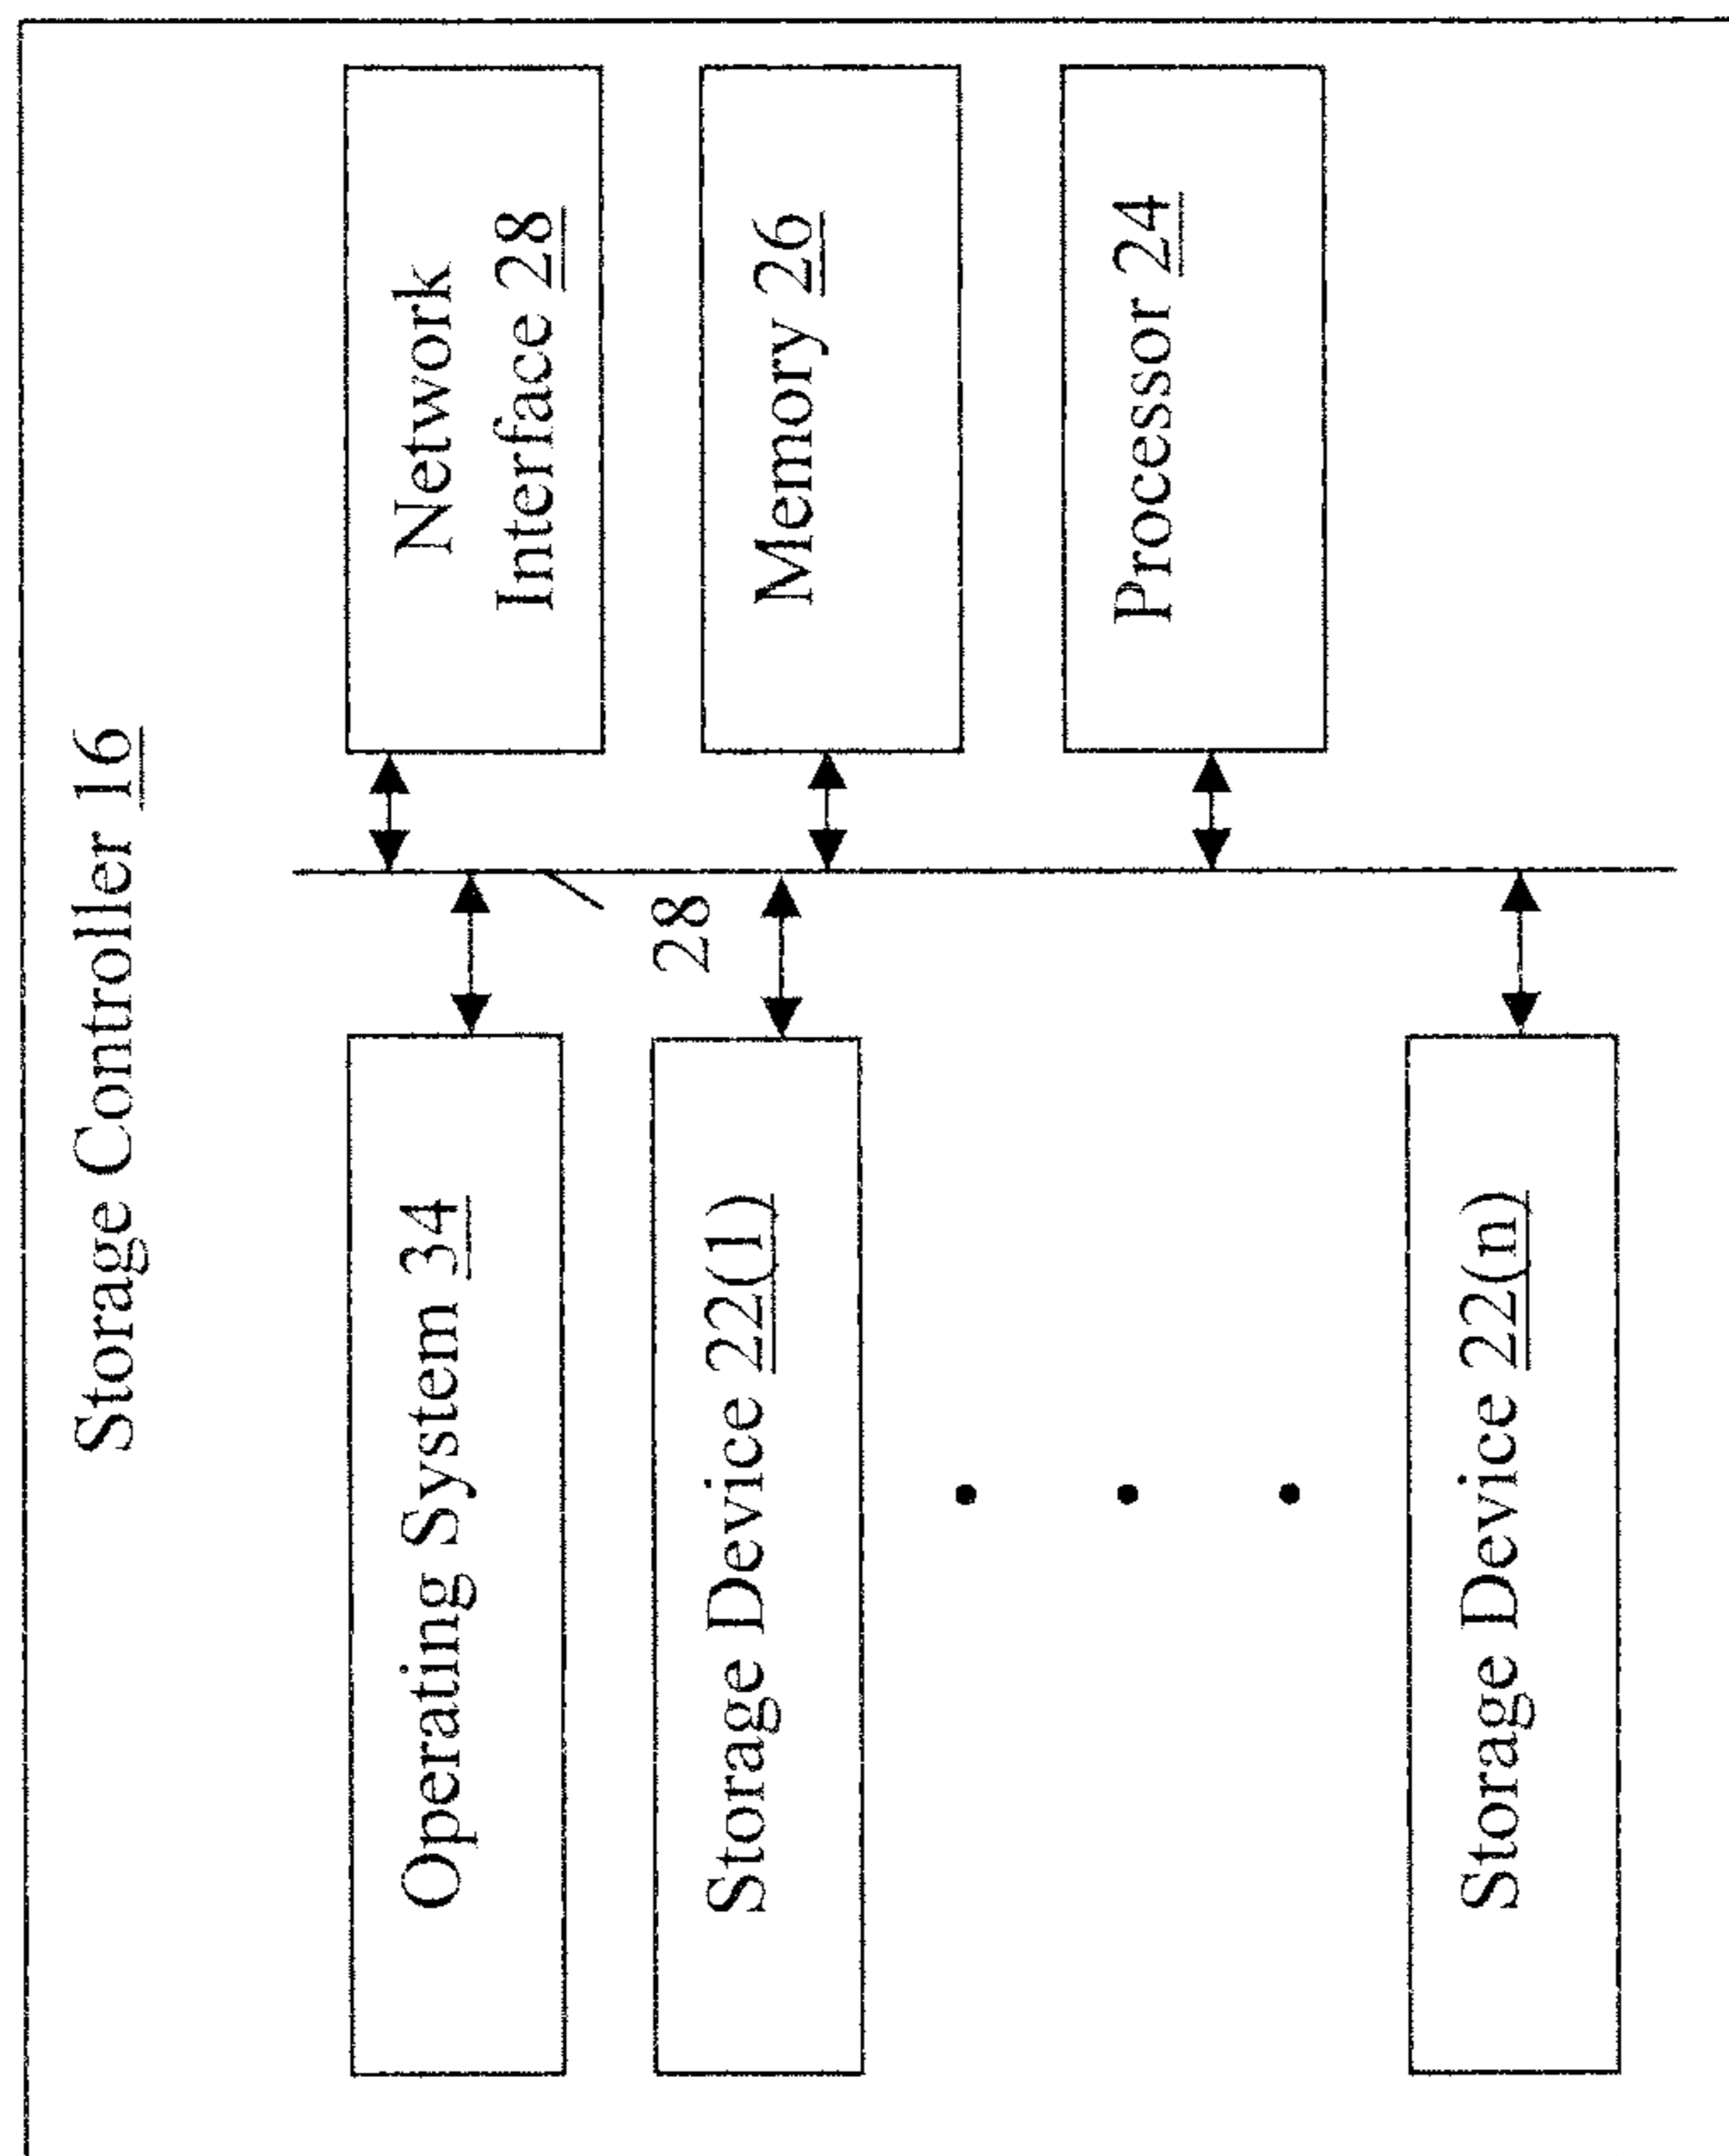 Storage Controller 16
Operating System 34
Storage Device 22(1)
Storage Device 22(n)
28
Network
Interface 28
Memory 26
Processor 24